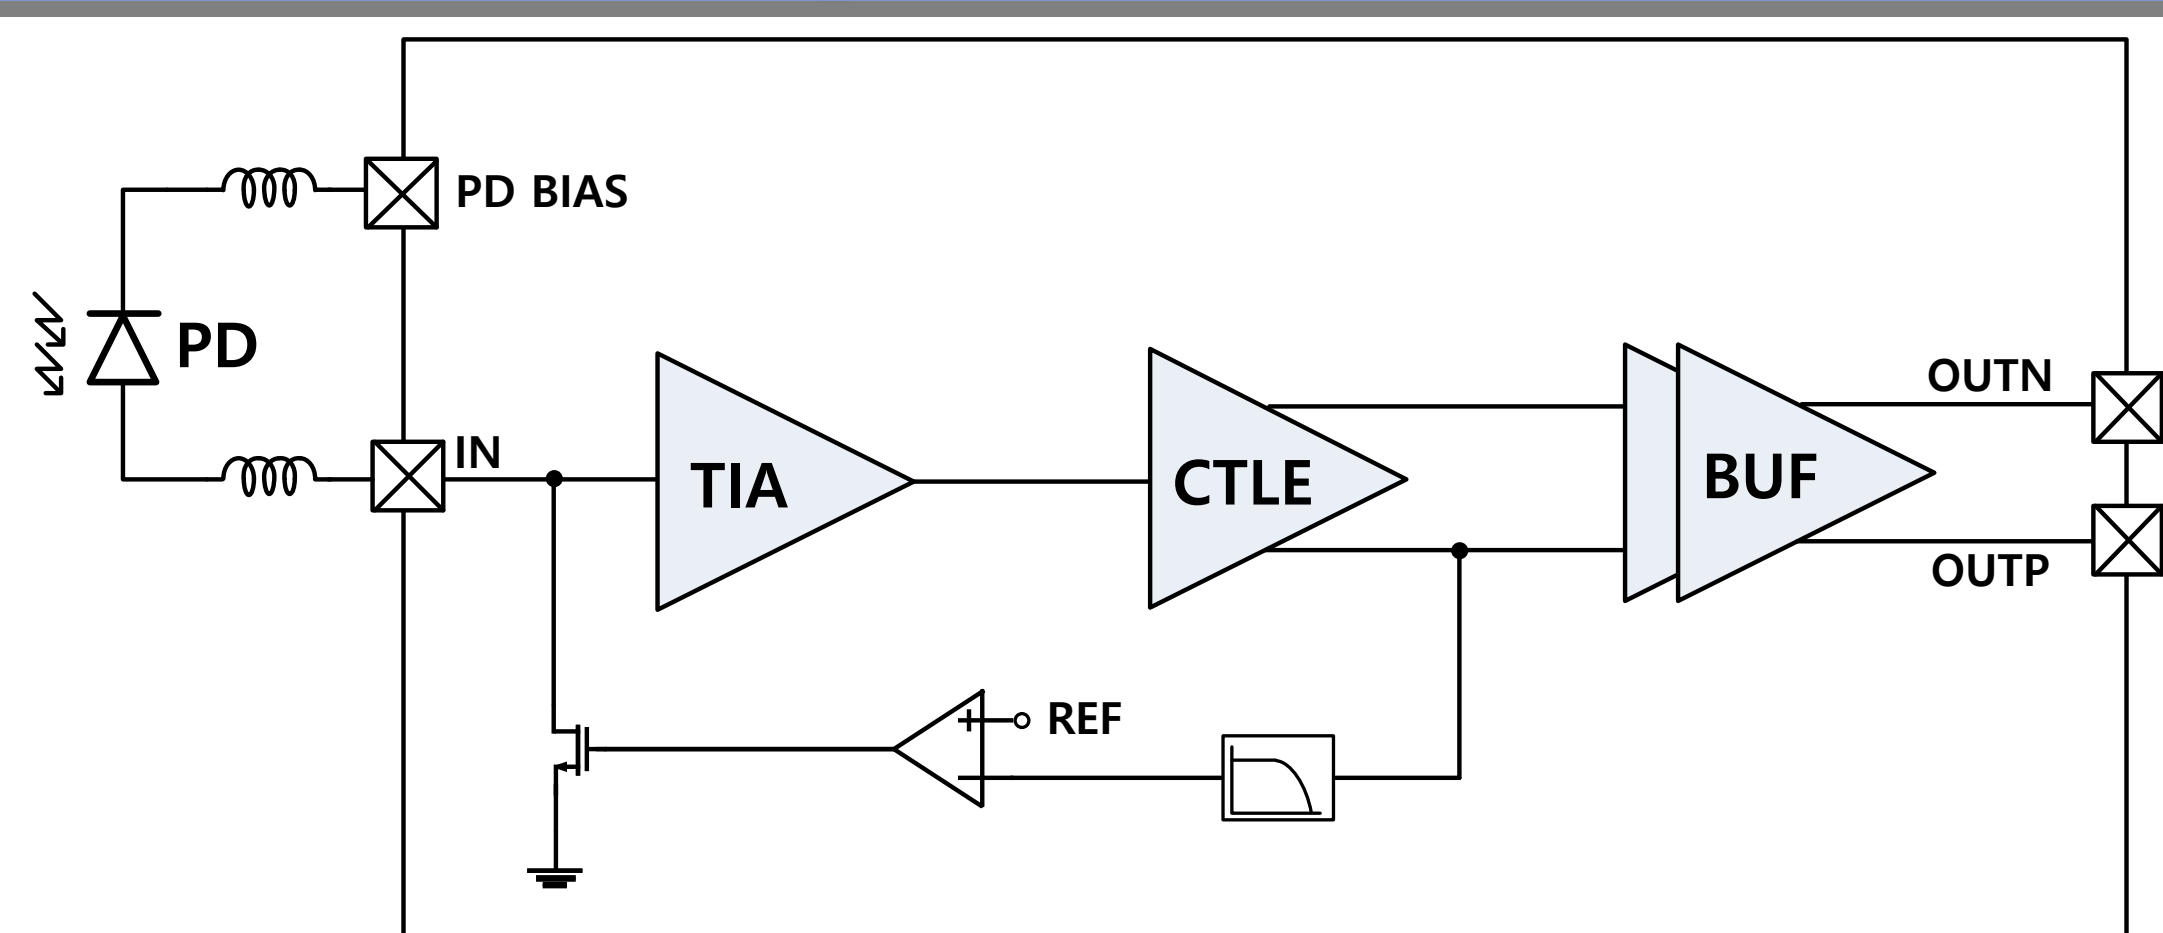 PD BIAS
PD
IN
TIA
CTLE
BUF
OUTN
OUTP
REF